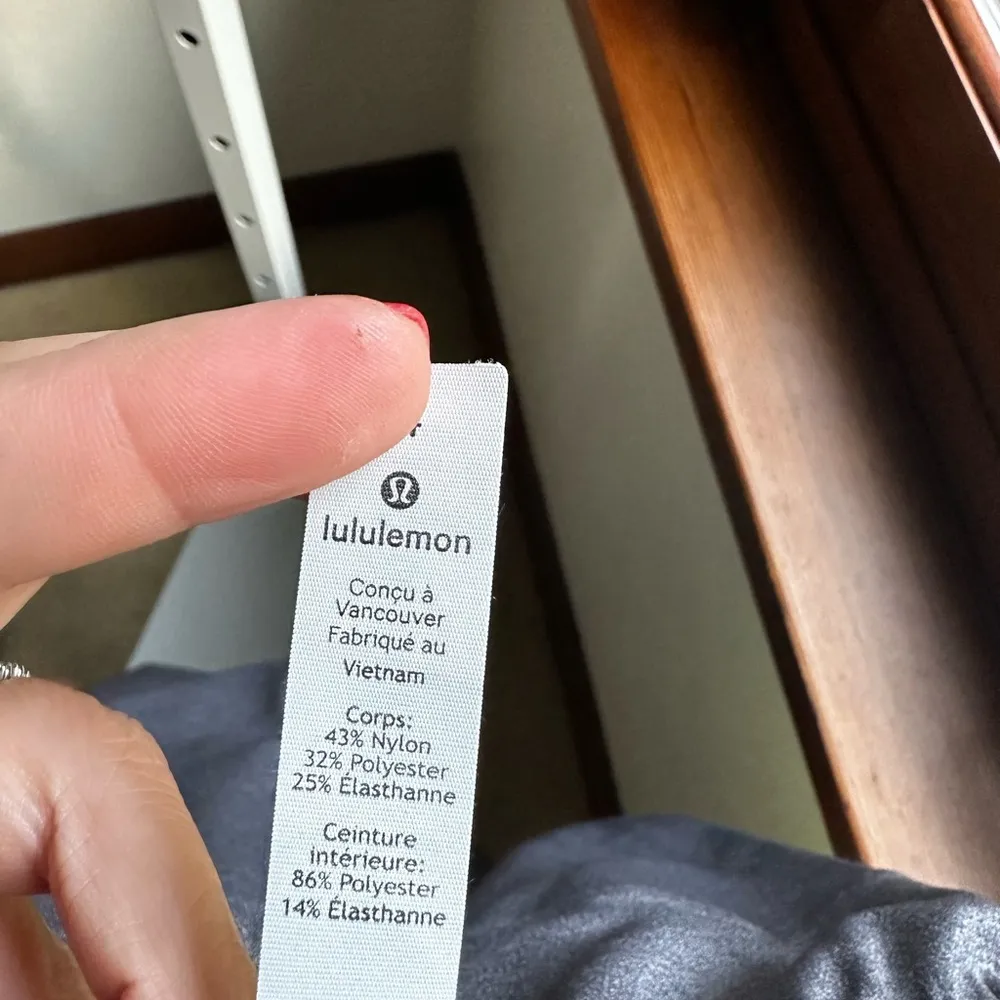 lululemon
Conçu à
Vancouver
Fabriqué au
Vietnam
Corps:
43% Nylon
32% Polyester
25% Élasthanne
Ceinture
intérieure:
86% Polyester
14% Élasthanne